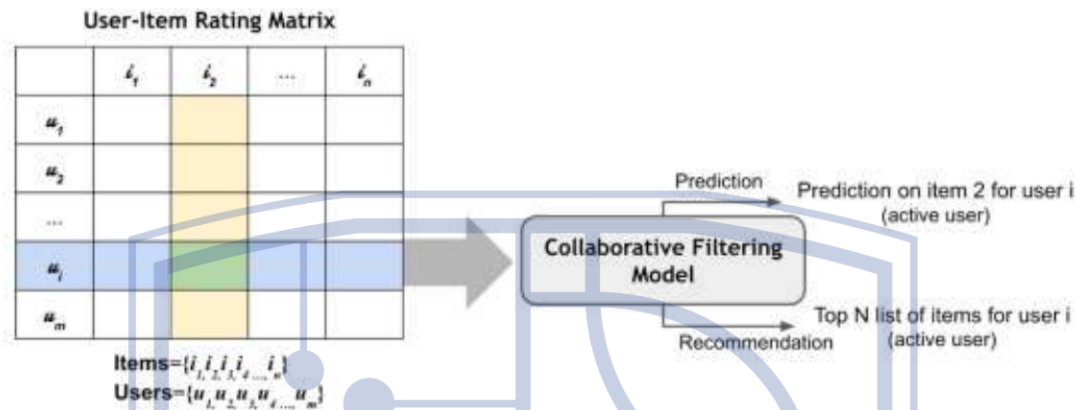 User-Item Rating Matrix
i₁ i₂ ... iₙ
u₁
u₂
...
uᵢ
uₘ
Items={i₁, i₂, i₃, i₄ ..., iₙ}
Users={u₁, u₂, u₃, u₄ ..., uₘ}
Collaborative Filtering
Model
Prediction
Prediction on item 2 for user i
(active user)
Recommendation
Top N list of items for user i
(active user)